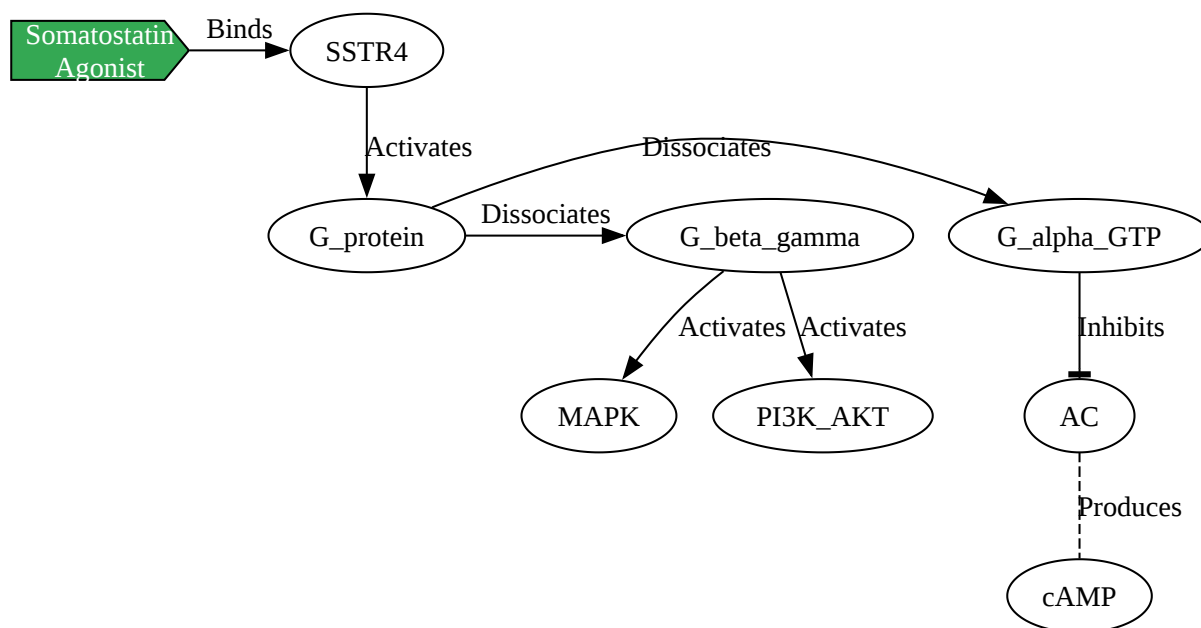 Somatostatin
Agonist
Binds
SSTR4
Activates
Dissociates
G_protein
Dissociates
G_beta_gamma
G_alpha_GTP
Activates
Activates
Inhibits
MAPK
PI3K_AKT
AC
Produces
cAMP